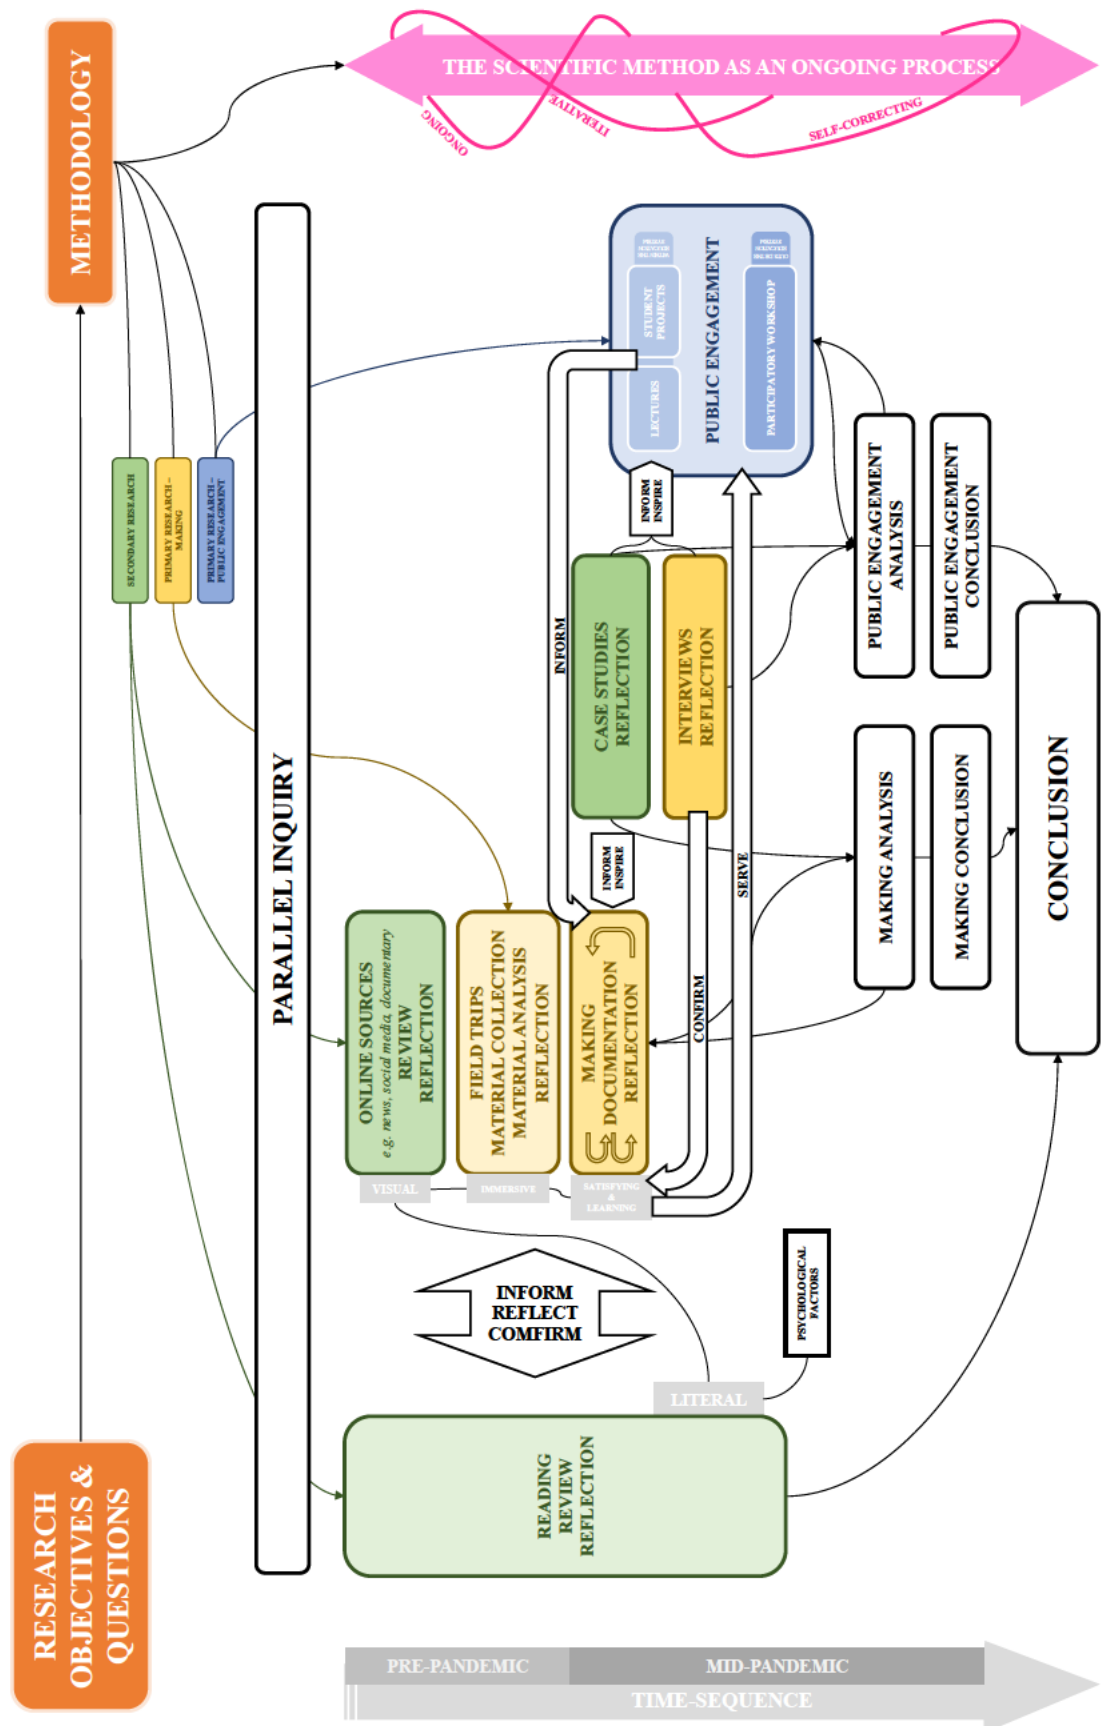 RESEARCH
OBJECTIVES &
QUESTIONS
METHODOLOGY
SECONDARY RESEARCH
PRIMARY RESEARCH –
MAKING
PRIMARY RESEARCH –
PUBLIC ENGAGEMENT
THE SCIENTIFIC METHOD AS AN ONGOING PROCESS
ONGOING
ITERATIVE
SELF-CORRECTING
PARALLEL INQUIRY
PRE-PANDEMIC
MID-PANDEMIC
TIME-SEQUENCE
READING
REVIEW
REFLECTION
LITERAL
PSYCHOLOGICAL
FACTORS
INFORM
REFLECT
COMFIRM
VISUAL
IMMERSIVE
SATISFYING
&
LEARNING
ONLINE SOURCES
e.g. news, social media, documentary
REVIEW
REFLECTION
FIELD TRIPS
MATERIAL COLLECTION
MATERIAL ANALYSIS
REFLECTION
MAKING
DOCUMENTATION
REFLECTION
INFORM
INFORM
INSPIRE
CASE STUDIES
REFLECTION
INTERVIEWS
REFLECTION
INFORM
INSPIRE
CONFIRM
SERVE
LECTURES
STUDENT
PROJECTS
PUBLIC ENGAGEMENT
PARTICIPATORY WORKSHOP
MAKING ANALYSIS
MAKING CONCLUSION
PUBLIC ENGAGEMENT
ANALYSIS
PUBLIC ENGAGEMENT
CONCLUSION
CONCLUSION